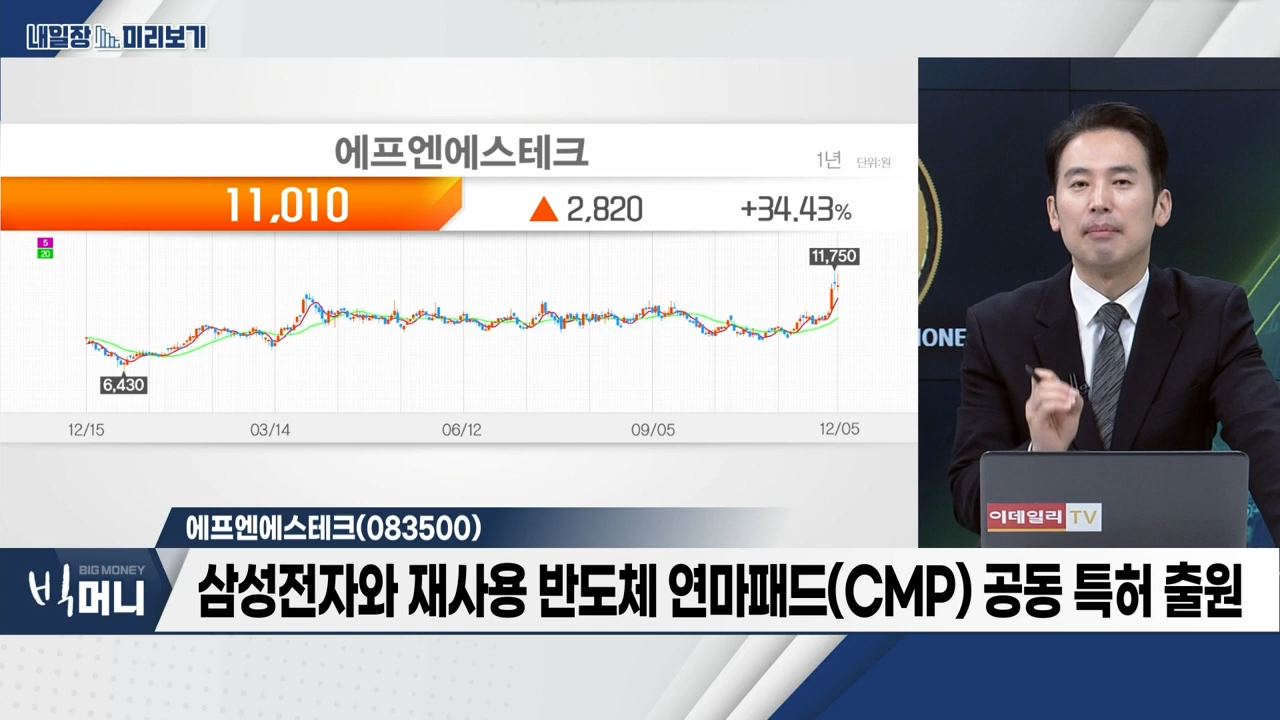 내일장 미리보기
에프엔에스테크
1년 단위:원
11,010 ▲ 2,820 +34.43%
5
20
11,750
6,430
12/15 03/14 06/12 09/05 12/05
이데일리 TV
에프엔에스테크(083500)
빅머니 BIG MONEY
삼성전자와 재사용 반도체 연마패드(CMP) 공동 특허 출원